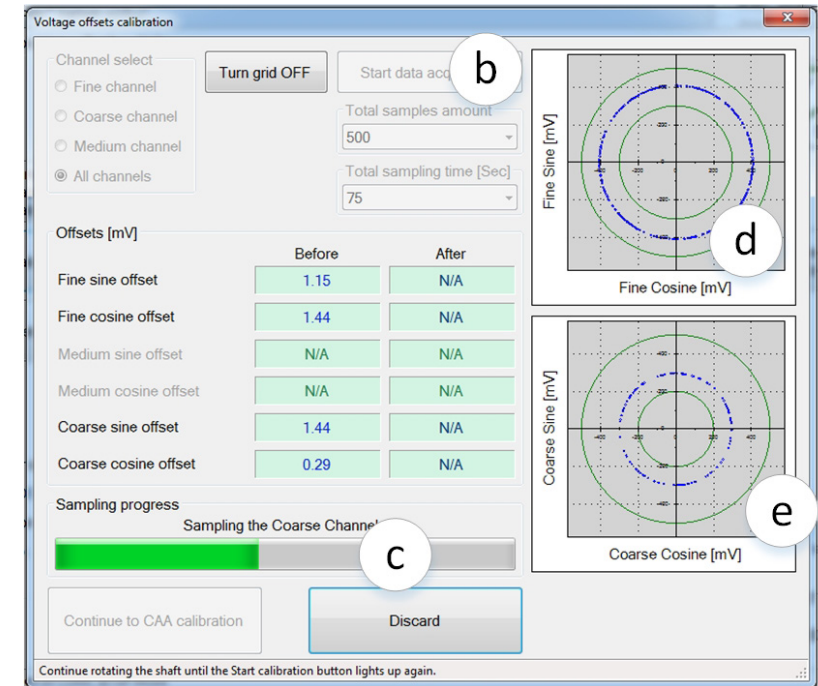 Voltage offsets calibration
Channel select
Fine channel
Coarse channel
Medium channel
All channels
Turn grid OFF
Start data acq
b
Total samples amount
500
Total sampling time [Sec]
75
Offsets [mV]
Before After
Fine sine offset 1.15 N/A
Fine cosine offset 1.44 N/A
Medium sine offset N/A N/A
Medium cosine offset N/A N/A
Coarse sine offset 1.44 N/A
Coarse cosine offset 0.29 N/A
Sampling progress
Sampling the Coarse Channel
c
Continue to CAA calibration
Discard
Fine Sine [mV]
d
Fine Cosine [mV]
Coarse Sine [mV]
e
Coarse Cosine [mV]
Continue rotating the shaft until the Start calibration button lights up again.